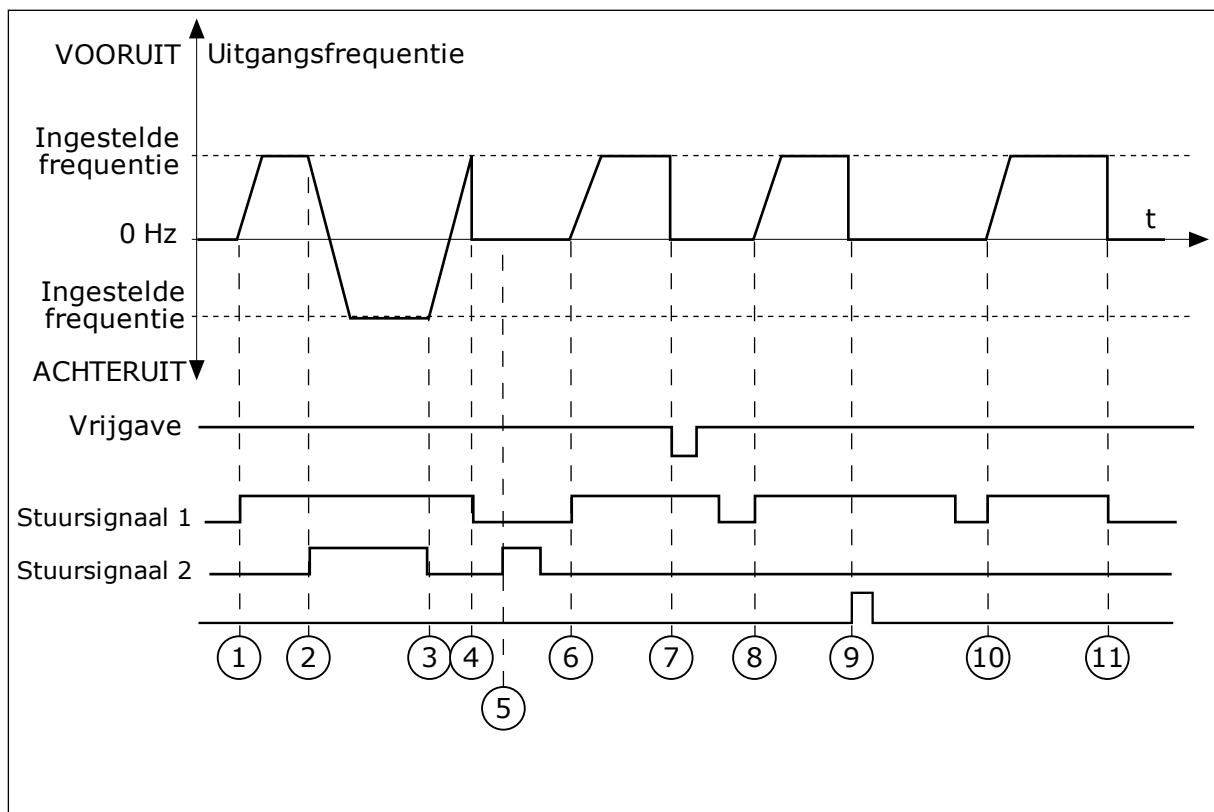 VOORUIT
Uitgangsfrequentie
Ingestelde
frequentie
0 Hz
t
Ingestelde
frequentie
ACHTERUIT
Vrijgave
Stuursignaal 1
Stuursignaal 2
1
2
3
4
6
7
8
9
10
11
5